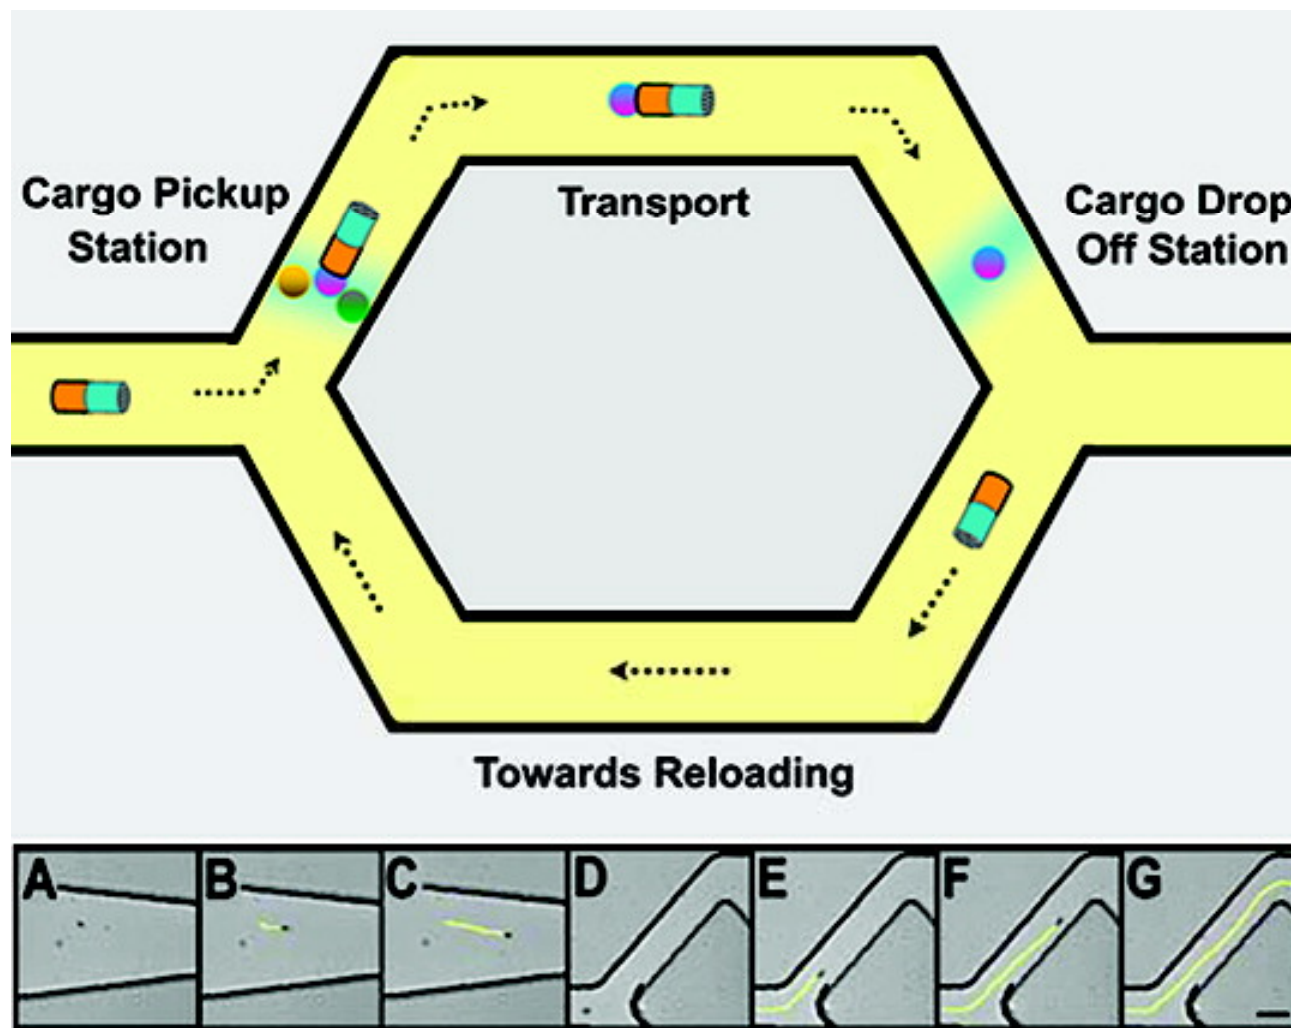 Cargo Pickup
Station
Transport
Cargo Drop
Off Station
Towards Reloading
A
B
C
D
E
F
G